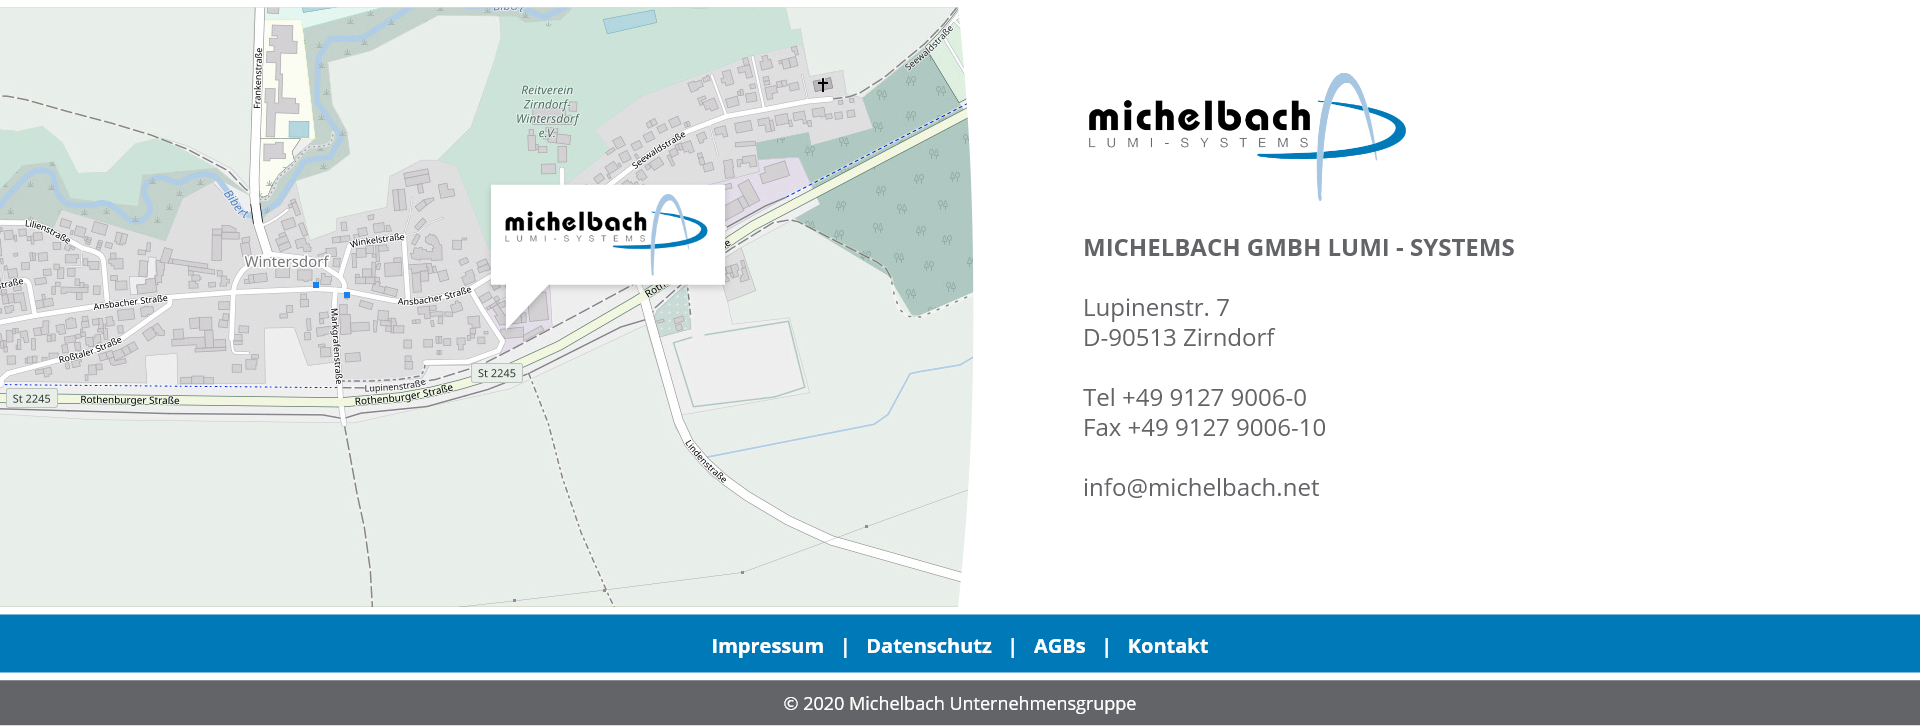 Bibert
Frankenstraße
Seewaldstraße
Reitverein
Zirndorf-
Wintersdorf
e.V.
Seewaldstraße
Bibert
Lilienstraße
Winkelstraße
Wintersdorf
michelbach
LUMI-SYSTEMS
Ansbacher Straße
Ansbacher Straße
Markgrafenstraße
Roßtaler Straße
Lupinenstraße
St 2245
St 2245
Rothenburger Straße
Rothenburger Straße
Lindenstraße
michelbach
LUMI-SYSTEMS
MICHELBACH GMBH LUMI - SYSTEMS
Lupinenstr. 7
D-90513 Zirndorf
Tel +49 9127 9006-0
Fax +49 9127 9006-10
info@michelbach.net
Impressum | Datenschutz | AGBs | Kontakt
© 2020 Michelbach Unternehmensgruppe